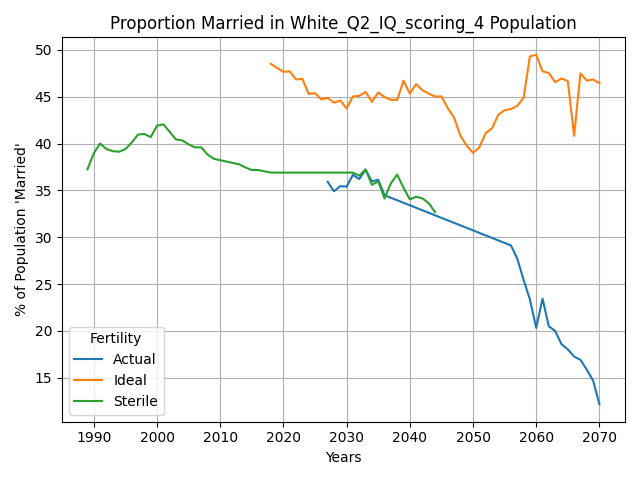 Proportion Married in White_Q2_IQ_scoring_4 Population
% of Population 'Married'
50
45
40
35
30
25
20
15
Fertility
Actual
Ideal
Sterile
1990 2000 2010 2020 2030 2040 2050 2060 2070
Years